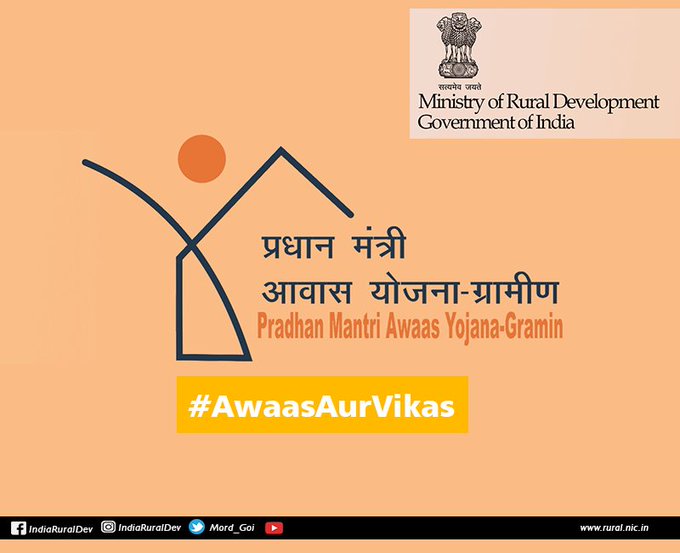 सत्यमेव जयते
Ministry of Rural Development
Government of India
प्रधान मंत्री
आवास योजना-ग्रामीण
Pradhan Mantri Awaas Yojana-Gramin
#AwaasAurVikas
IndiaRuralDev IndiaRuralDev Mord_Goi www.rural.nic.in